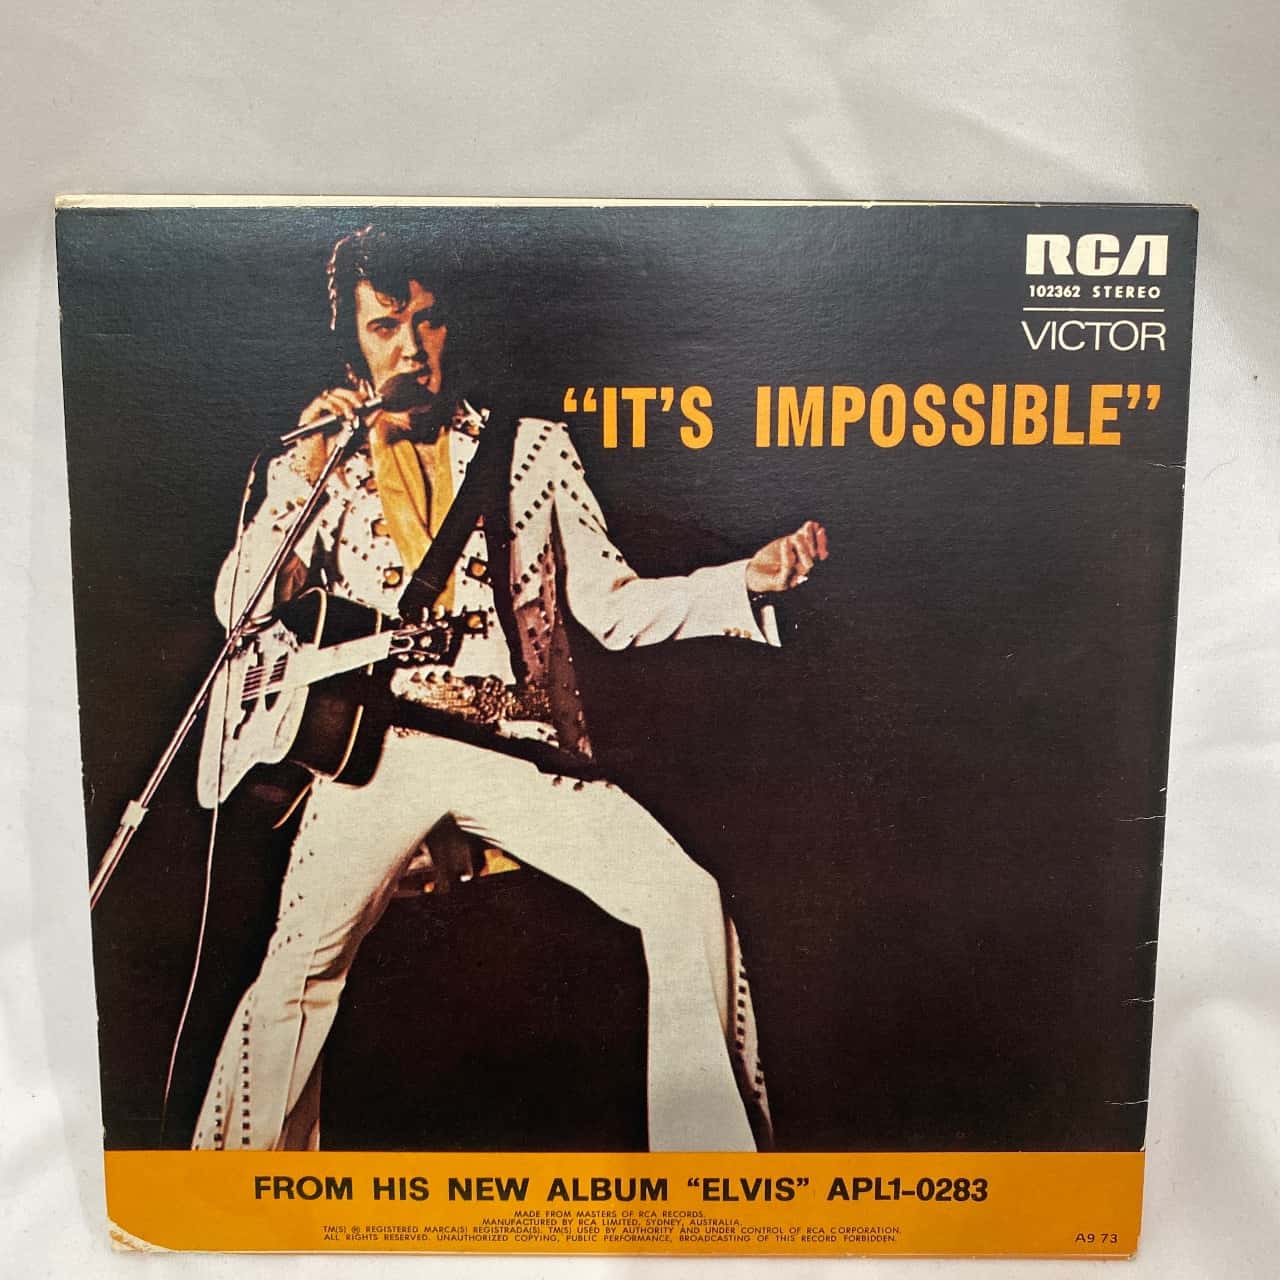 RCA
102362 STEREO
VICTOR
“IT'S IMPOSSIBLE”
FROM HIS NEW ALBUM “ELVIS” APL1-0283
MADE FROM MASTERS OF RCA RECORDS.
MANUFACTURED BY RCA LIMITED, SYDNEY, AUSTRALIA.
TM(S) ® REGISTERED MARCA(S) REGISTRADA(S). TM(S) USED BY AUTHORITY AND UNDER CONTROL OF RCA CORPORATION.
ALL RIGHTS RESERVED. UNAUTHORIZED COPYING, PUBLIC PERFORMANCE, BROADCASTING OF THIS RECORD FORBIDDEN.
A9 73